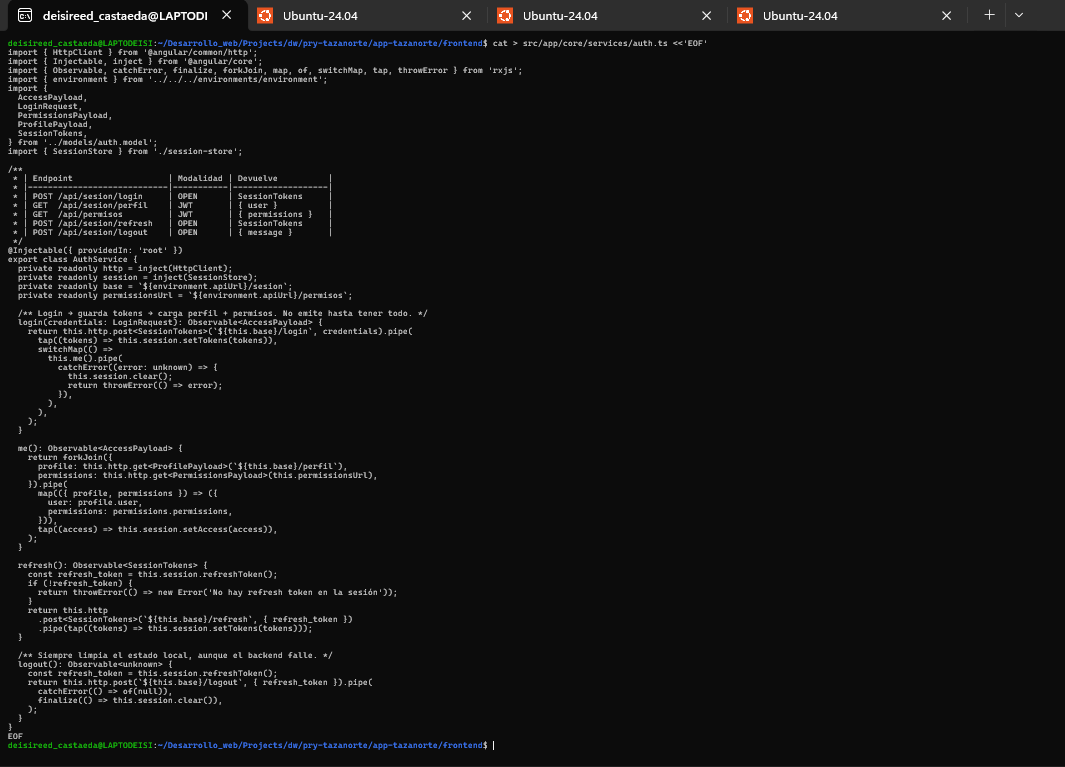 deisireed_castaeda@LAPTODI
Ubuntu-24.04
Ubuntu-24.04
Ubuntu-24.04
deisireed_castaeda@LAPTODEISI:~/Desarrollo_web/Projects/dw/pry-tazanorte/app-tazanorte/frontend$ cat > src/app/core/services/auth.ts <<'EOF'
import { HttpClient } from '@angular/common/http';
import { Injectable, inject } from '@angular/core';
import { Observable, catchError, finalize, forkJoin, map, of, switchMap, tap, throwError } from 'rxjs';
import { environment } from '../../../environments/environment';
import {
  AccessPayload,
  LoginRequest,
  PermissionsPayload,
  ProfilePayload,
  SessionTokens,
} from '../models/auth.model';
import { SessionStore } from './session-store';

/**
 * | Endpoint                   | Modalidad | Devuelve          |
 * |----------------------------|-----------|-------------------|
 * | POST /api/sesion/login     | OPEN      | SessionTokens     |
 * | GET  /api/sesion/perfil    | JWT       | { user }          |
 * | GET  /api/permisos         | JWT       | { permissions }   |
 * | POST /api/sesion/refresh   | OPEN      | SessionTokens     |
 * | POST /api/sesion/logout    | OPEN      | { message }       |
 */
@Injectable({ providedIn: 'root' })
export class AuthService {
  private readonly http = inject(HttpClient);
  private readonly session = inject(SessionStore);
  private readonly base = `${environment.apiUrl}/sesion`;
  private readonly permissionsUrl = `${environment.apiUrl}/permisos`;

  /** Login → guarda tokens → carga perfil + permisos. No emite hasta tener todo. */
  login(credentials: LoginRequest): Observable<AccessPayload> {
    return this.http.post<SessionTokens>(`${this.base}/login`, credentials).pipe(
      tap((tokens) => this.session.setTokens(tokens)),
      switchMap(() =>
        this.me().pipe(
          catchError((error: unknown) => {
            this.session.clear();
            return throwError(() => error);
          }),
        ),
      ),
    );
  }

  me(): Observable<AccessPayload> {
    return forkJoin({
      profile: this.http.get<ProfilePayload>(`${this.base}/perfil`),
      permissions: this.http.get<PermissionsPayload>(this.permissionsUrl),
    }).pipe(
      map(({ profile, permissions }) => ({
        user: profile.user,
        permissions: permissions.permissions,
      })),
      tap((access) => this.session.setAccess(access)),
    );
  }

  refresh(): Observable<SessionTokens> {
    const refresh_token = this.session.refreshToken();
    if (!refresh_token) {
      return throwError(() => new Error('No hay refresh token en la sesión'));
    }
    return this.http
      .post<SessionTokens>(`${this.base}/refresh`, { refresh_token })
      .pipe(tap((tokens) => this.session.setTokens(tokens)));
  }

  /** Siempre limpia el estado local, aunque el backend falle. */
  logout(): Observable<unknown> {
    const refresh_token = this.session.refreshToken();
    return this.http.post(`${this.base}/logout`, { refresh_token }).pipe(
      catchError(() => of(null)),
      finalize(() => this.session.clear()),
    );
  }
}
EOF
deisireed_castaeda@LAPTODEISI:~/Desarrollo_web/Projects/dw/pry-tazanorte/app-tazanorte/frontend$